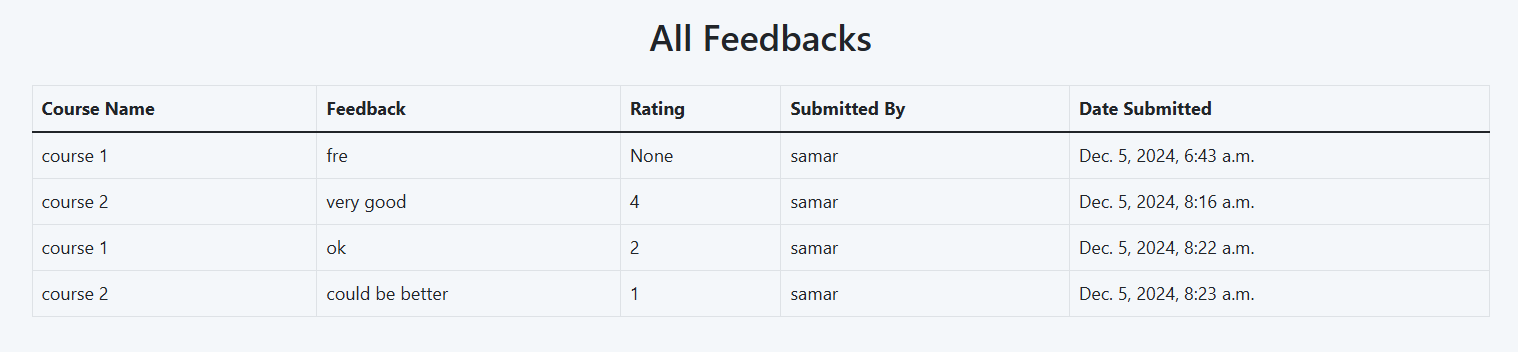 All Feedbacks
Course Name Feedback Rating Submitted By Date Submitted
course 1 fre None samar Dec. 5, 2024, 6:43 a.m.
course 2 very good 4 samar Dec. 5, 2024, 8:16 a.m.
course 1 ok 2 samar Dec. 5, 2024, 8:22 a.m.
course 2 could be better 1 samar Dec. 5, 2024, 8:23 a.m.